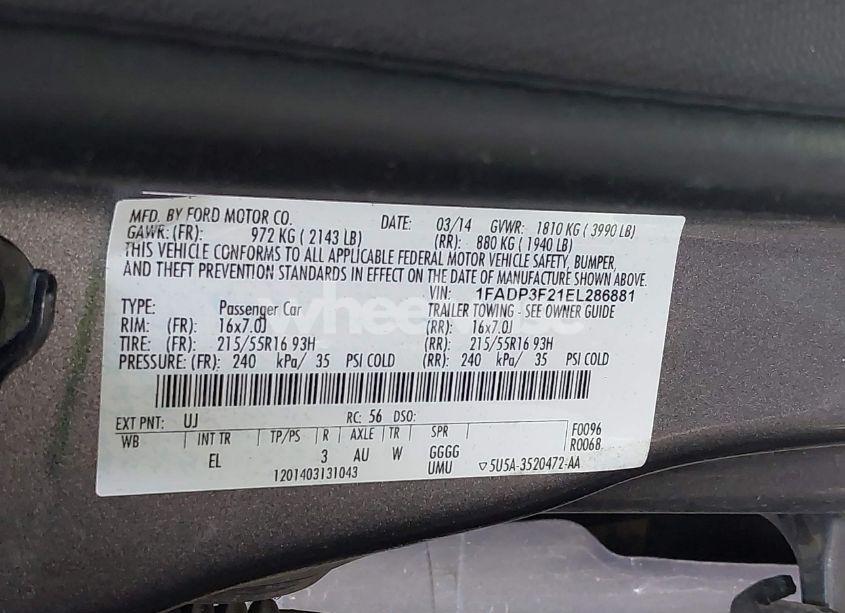 MFD. BY FORD MOTOR CO. DATE: 03/14 GVWR: 1810 KG ( 3990 LB)
GAWR: (FR): 972 KG ( 2143 LB) (RR): 880 KG ( 1940 LB)
THIS VEHICLE CONFORMS TO ALL APPLICABLE FEDERAL MOTOR VEHICLE SAFETY, BUMPER,
AND THEFT PREVENTION STANDARDS IN EFFECT ON THE DATE OF MANUFACTURE SHOWN ABOVE.
VIN: 1FADP3F21EL286881
TYPE: Passenger Car TRAILER TOWING - SEE OWNER GUIDE
RIM: (FR): 16x7.0J (RR): 16x7.0J
TIRE: (FR): 215/55R16 93H (RR): 215/55R16 93H
PRESSURE: (FR): 240 kPa/ 35 PSI COLD (RR): 240 kPa/ 35 PSI COLD
EXT PNT: UJ RC: 56 DSO: F0096
WB INT TR TP/PS R AXLE TR SPR R0068
EL 3 AU W GGGG
UMU
1201403131043 5U5A-3520472-AA